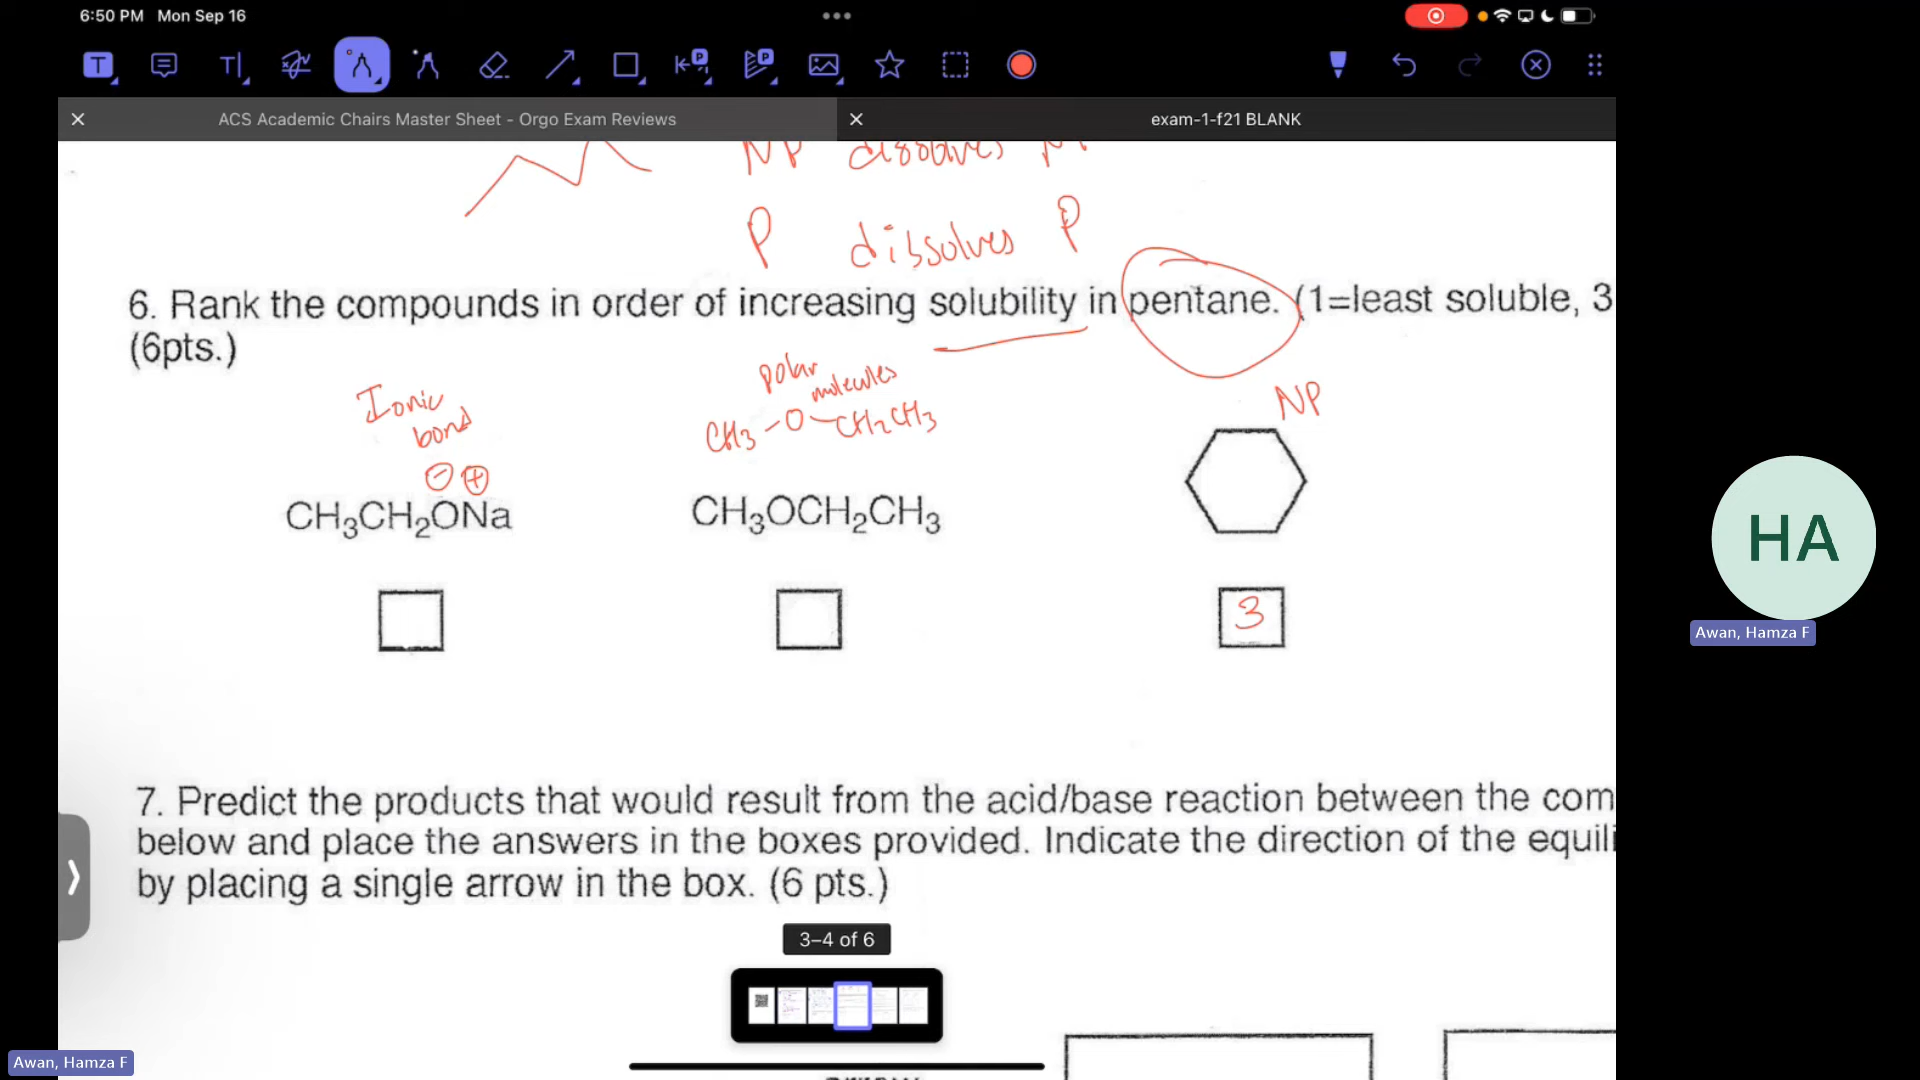 6:50 PM Mon Sep 16
ACS Academic Chairs Master Sheet - Orgo Exam Reviews
exam-1-f21 BLANK
NP dissolves
P dissolves P
6. Rank the compounds in order of increasing solubility in pentane. (1=least soluble, 3
(6pts.)
Ionic
bond
⊖ ⊕
CH₃CH₂ONa
polar
molecules
CH₃-O-CH₂CH₃
CH₃OCH₂CH₃
NP
3
7. Predict the products that would result from the acid/base reaction between the com
below and place the answers in the boxes provided. Indicate the direction of the equili
by placing a single arrow in the box. (6 pts.)
3–4 of 6
HA
Awan, Hamza F
Awan, Hamza F